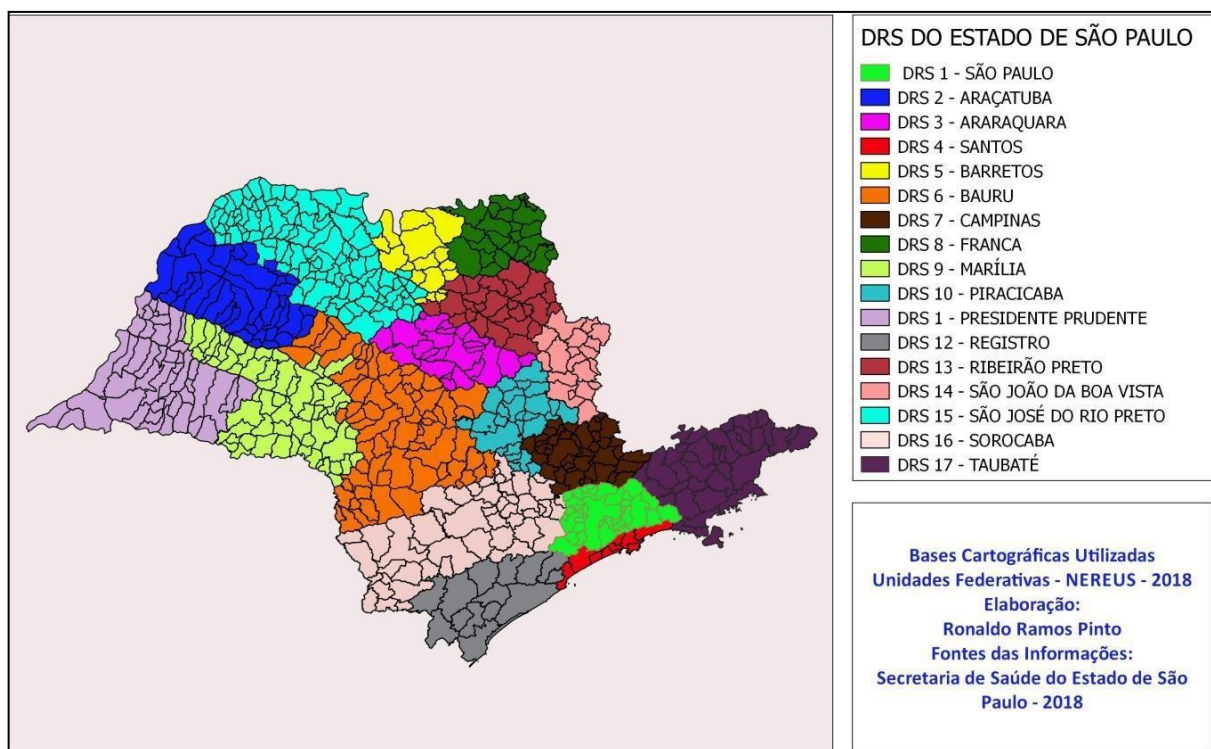 DRS DO ESTADO DE SÃO PAULO
DRS 1 - SÃO PAULO
DRS 2 - ARAÇATUBA
DRS 3 - ARARAQUARA
DRS 4 - SANTOS
DRS 5 - BARRETOS
DRS 6 - BAURU
DRS 7 - CAMPINAS
DRS 8 - FRANCA
DRS 9 - MARÍLIA
DRS 10 - PIRACICABA
DRS 1 - PRESIDENTE PRUDENTE
DRS 12 - REGISTRO
DRS 13 - RIBEIRÃO PRETO
DRS 14 - SÃO JOÃO DA BOA VISTA
DRS 15 - SÃO JOSÉ DO RIO PRETO
DRS 16 - SOROCABA
DRS 17 - TAUBATÉ
Bases Cartográficas Utilizadas
Unidades Federativas - NEREUS - 2018
Elaboração:
Ronaldo Ramos Pinto
Fontes das Informações:
Secretaria de Saúde do Estado de São
Paulo - 2018